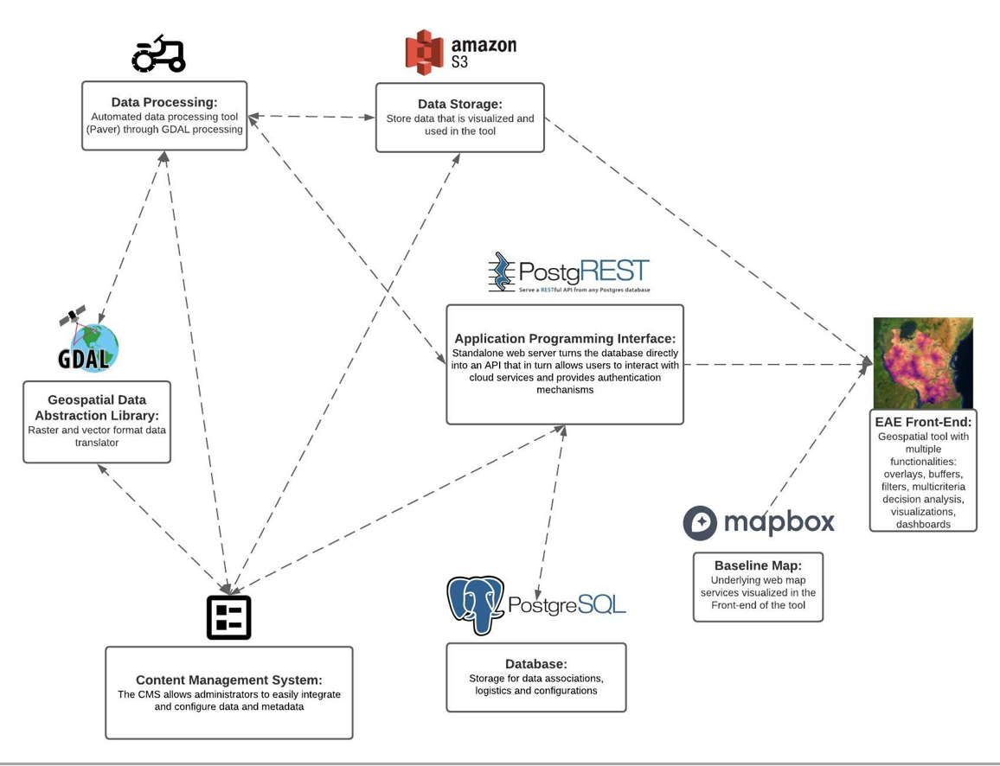 amazon
S3
Data Processing:
Automated data processing tool
(Paver) through GDAL processing
Data Storage:
Store data that is visualized and
used in the tool
PostgREST
Serve a RESTful API from any Postgres database
Application Programming Interface:
Standalone web server turns the database directly
into an API that in turn allows users to interact with
cloud services and provides authentication
mechanisms
GDAL
Geospatial Data
Abstraction Library:
Raster and vector format data
translator
EAE Front-End:
Geospatial tool with
multiple
functionalities:
overlays, buffers,
filters, multicriteria
decision analysis,
visualizations,
dashboards
mapbox
Baseline Map:
Underlying web map
services visualized in the
Front-end of the tool
PostgreSQL
Database:
Storage for data associations,
logistics and configurations
Content Management System:
The CMS allows administrators to easily integrate
and configure data and metadata